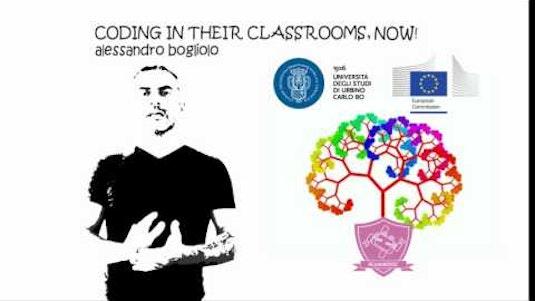 CODING IN THEIR CLASSROOMS, NOW!
alessandro bogliolo
1506
UNIVERSITÀ
DEGLI STUDI
DI URBINO
CARLO BO
European
Commission